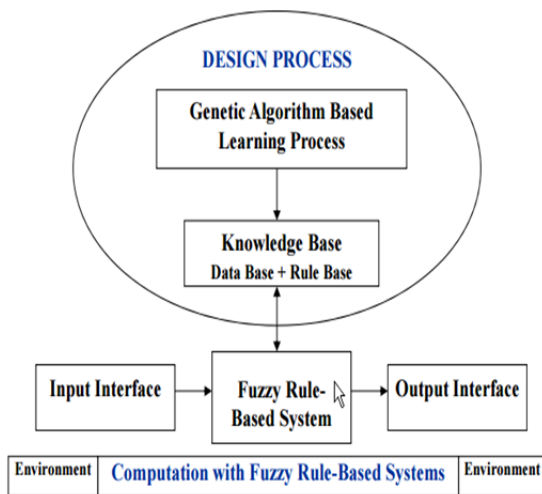 DESIGN PROCESS
Genetic Algorithm Based
Learning Process
Knowledge Base
Data Base + Rule Base
Input Interface
Fuzzy Rule-
Based System
Output Interface
Environment
Computation with Fuzzy Rule-Based Systems
Environment